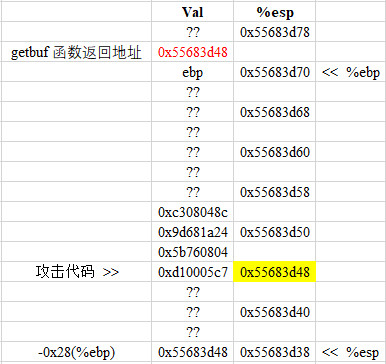 Val %esp
?? 0x55683d78
getbuf 函数返回地址 0x55683d48
ebp 0x55683d70 << %ebp
??
?? 0x55683d68
??
?? 0x55683d60
??
?? 0x55683d58
0xc308048c
0x9d681a24 0x55683d50
0x5b760804
攻击代码 >> 0xd10005c7 0x55683d48
??
?? 0x55683d40
??
-0x28(%ebp) 0x55683d48 0x55683d38 << %esp